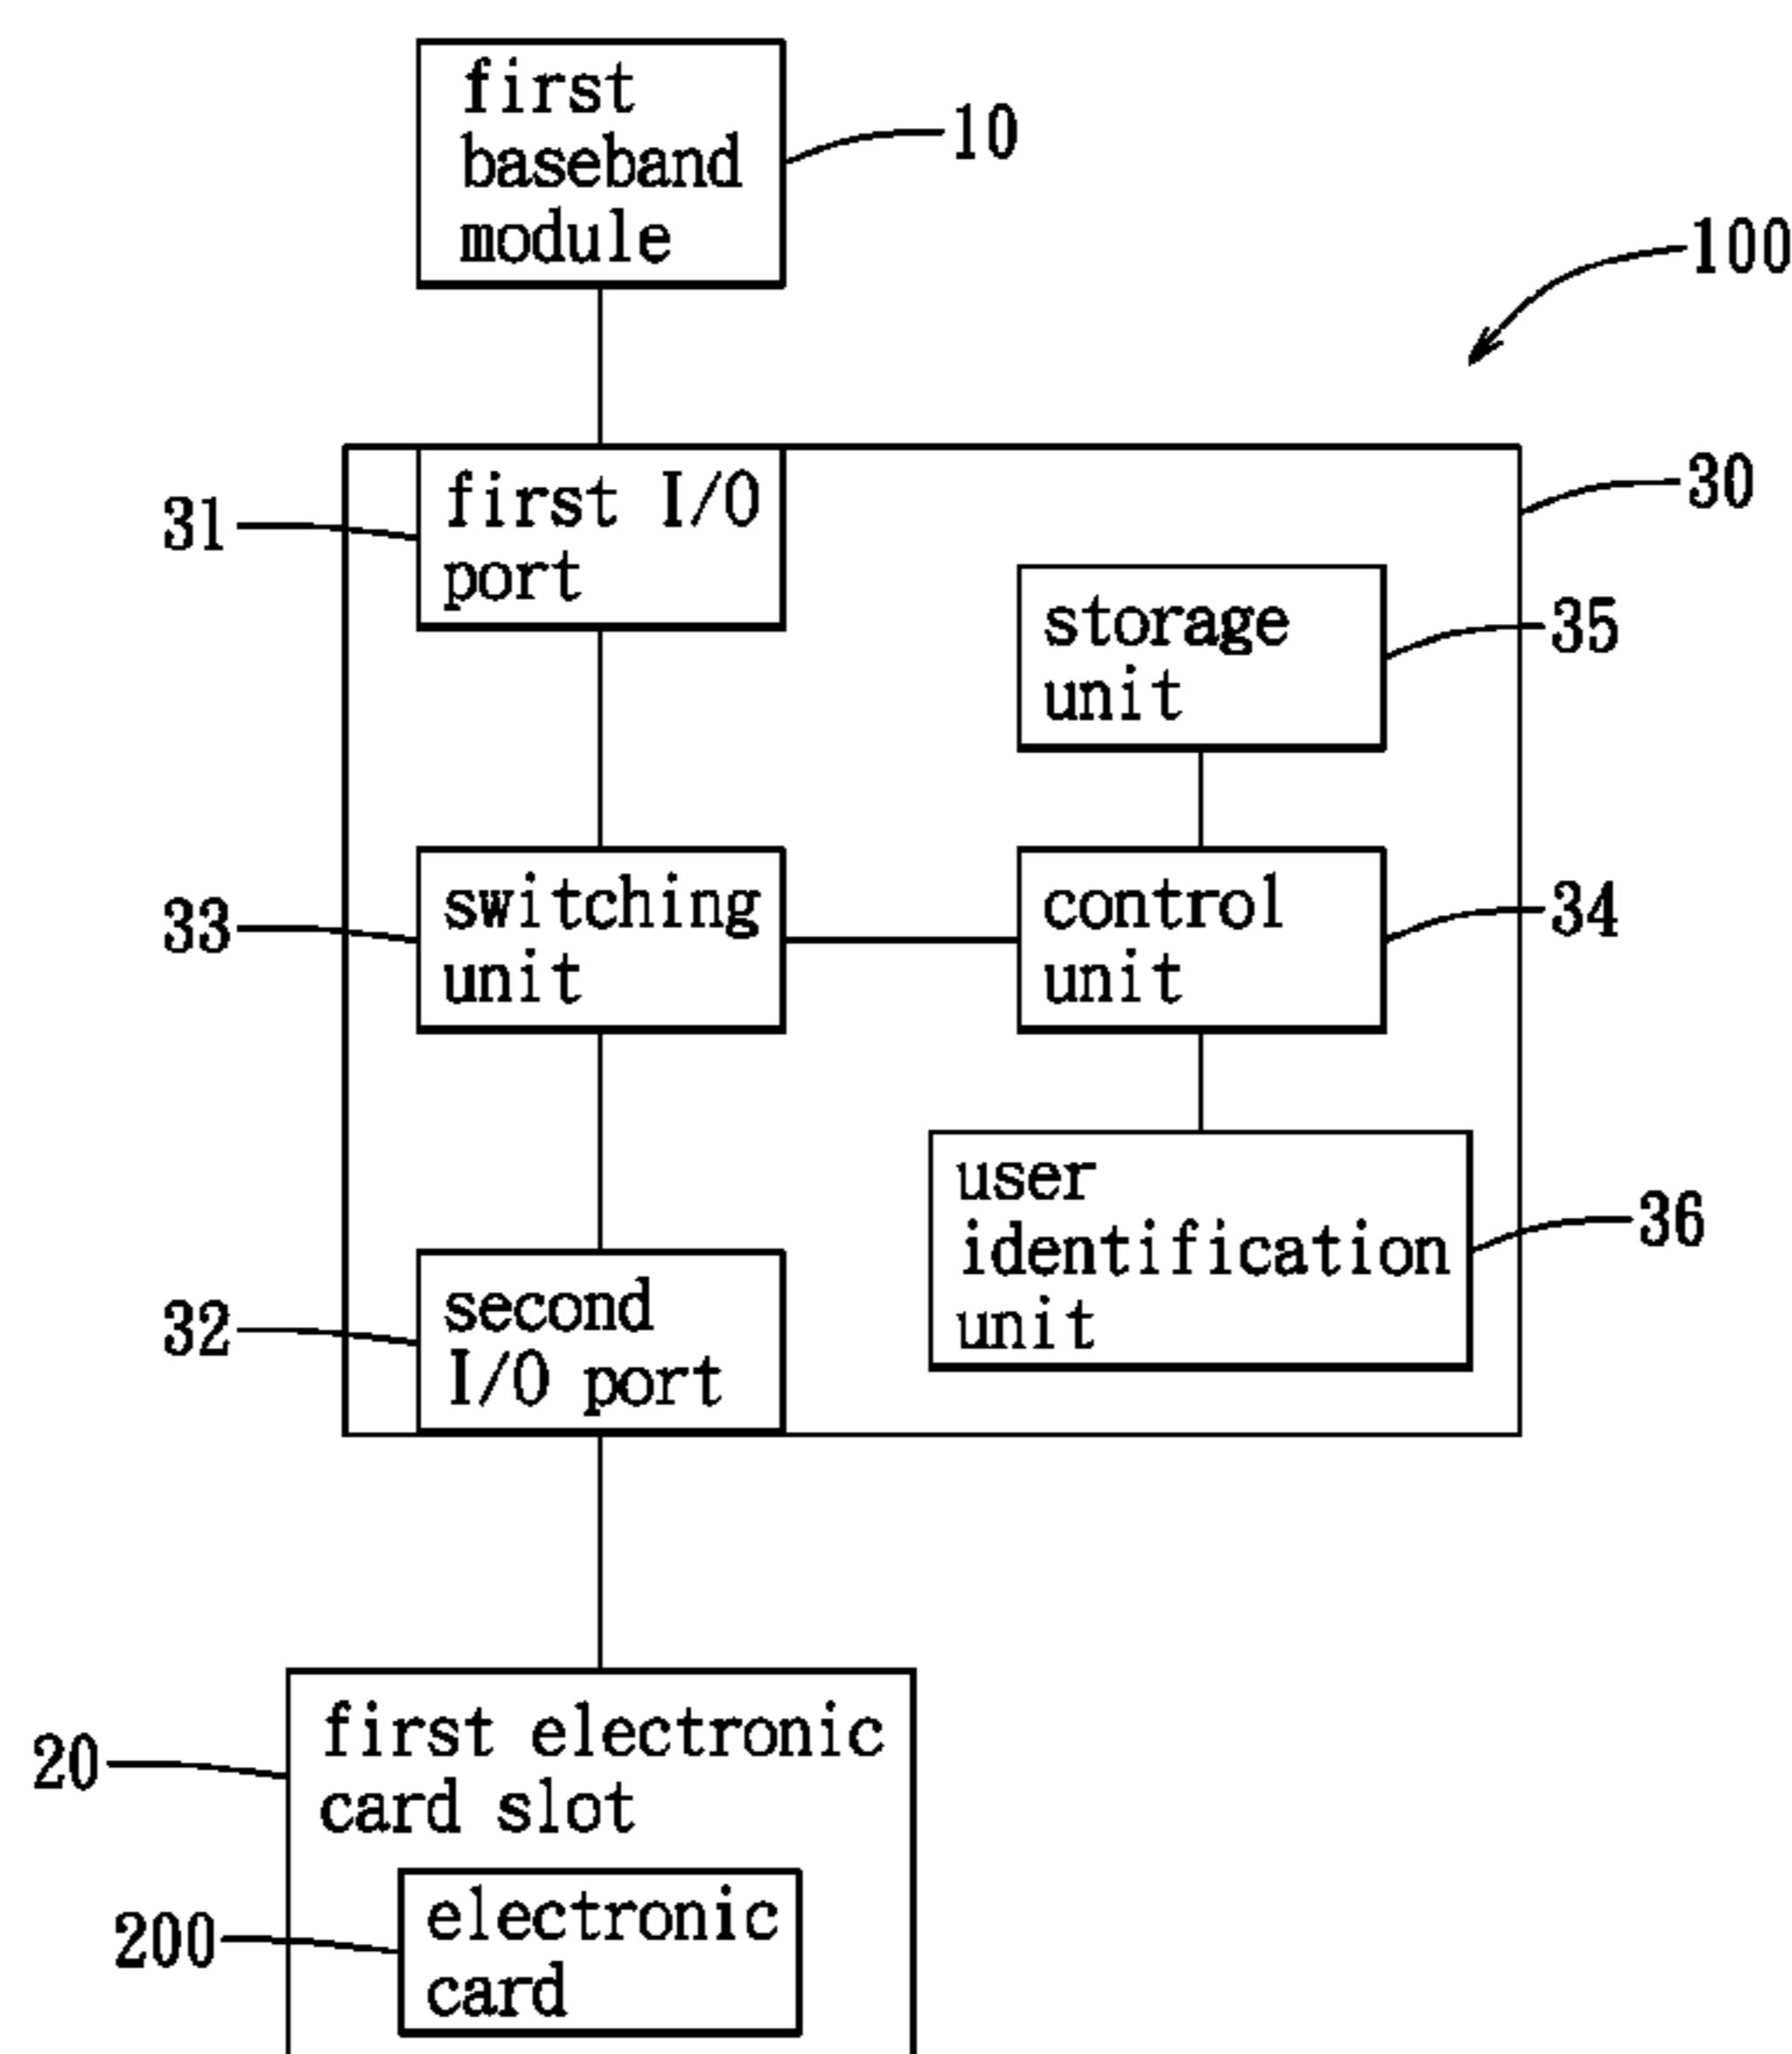 first
baseband
module
10
100
30
first I/O
port
31
storage
unit
35
switching
unit
33
control
unit
34
user
identification
unit
36
second
I/O port
32
first electronic
card slot
20
electronic
card
200